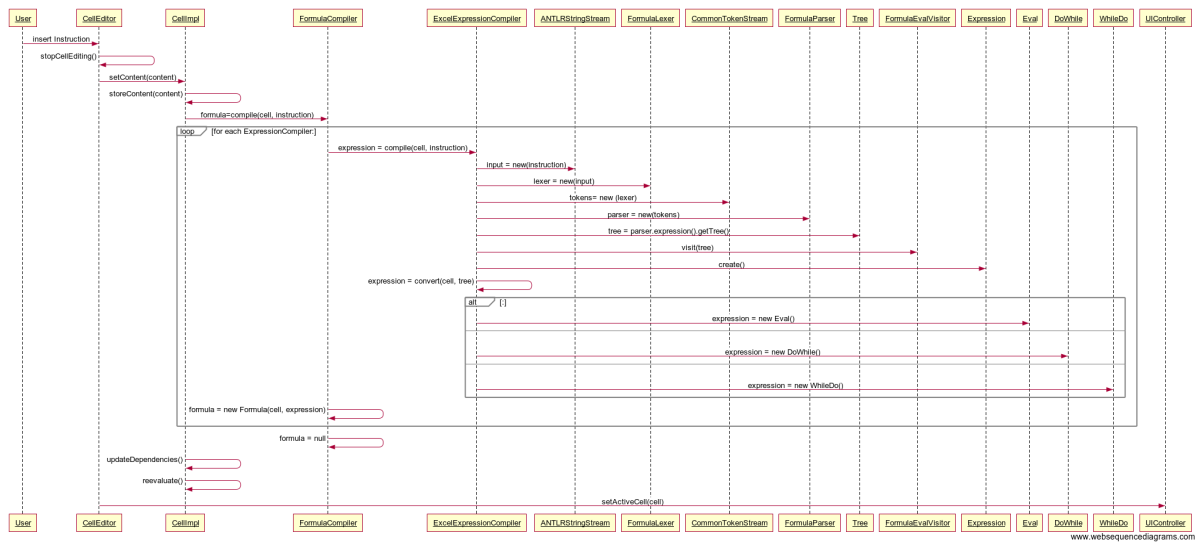 User CellEditor CellImpl FormulaCompiler ExcelExpressionCompiler ANTLRStringStream FormulaLexer CommonTokenStream FormulaParser Tree FormulaEvalVisitor Expression Eval DoWhile WhileDo UIController
insert Instruction
stopCellEditing()
setContent(content)
storeContent(content)
formula=compile(cell, instruction)
loop [for each ExpressionCompiler:]
expression = compile(cell, instruction)
input = new(instruction)
lexer = new(input)
tokens= new (lexer)
parser = new(tokens)
tree = parser.expression().getTree()
visit(tree)
create()
expression = convert(cell, tree)
alt [:]
expression = new Eval()
expression = new DoWhile()
expression = new WhileDo()
formula = new Formula(cell, expression)
formula = null
updateDependencies()
reevaluate()
setActiveCell(cell)
User CellEditor CellImpl FormulaCompiler ExcelExpressionCompiler ANTLRStringStream FormulaLexer CommonTokenStream FormulaParser Tree FormulaEvalVisitor Expression Eval DoWhile WhileDo UIController
www.websequencediagrams.com